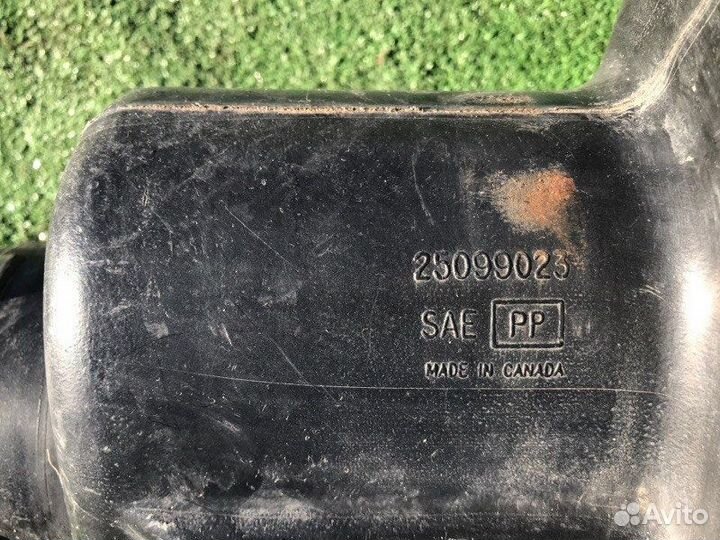 25099023
SAE PP
MADE IN CANADA
Avito